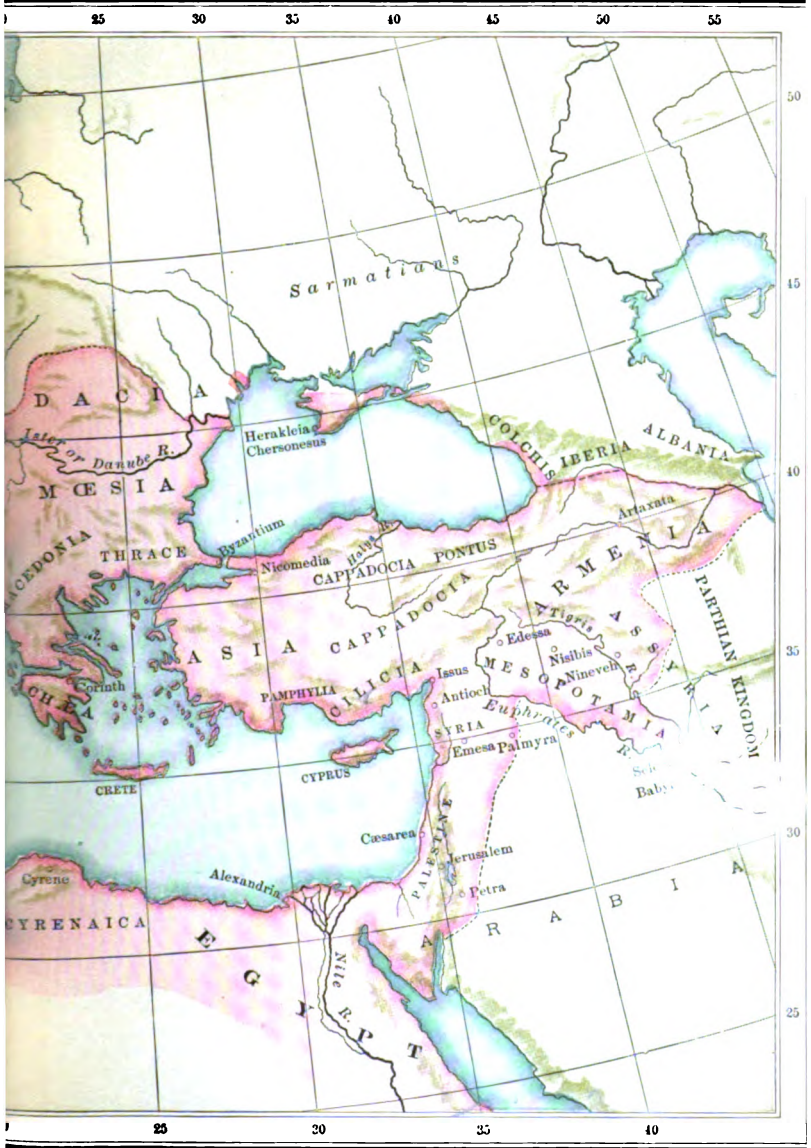 25 30 35 40 45 50 55
50
Sarmatians
45
DACIA
Ister or Danube R.
Herakleia
Chersonesus
COLCHIS
IBERIA
ALBANIA
40
MŒSIA
THRACE
Byzantium
Nicomedia
Halys R.
CAPPADOCIA PONTUS
Artaxata
ARMENIA
ASIA
CAPPADOCIA
Tigris R.
ASSYRIA
PARTHIAN KINGDOM
35
Edessa
Nisibis
Nineveh
MESOPOTAMIA
Corinth
PAMPHYLIA
CILICIA
Issus
Antioch
Euphrates R.
SYRIA
Emesa
Palmyra
CRETE
CYPRUS
30
Cæsarea
PALESTINE
Jerusalem
Petra
Cyrene
Alexandria
CYRENAICA
ARABIA
EGYPT
Nile R.
25
25 30 35 40